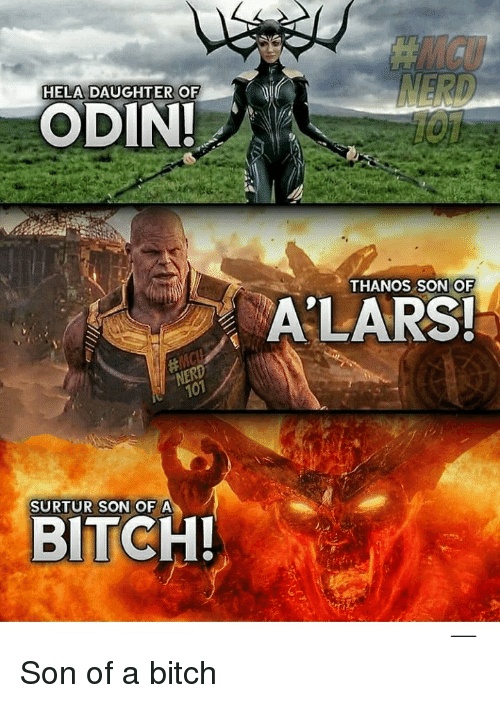 #MCU
NERD
101
HELA DAUGHTER OF
ODIN!
THANOS SON OF
A'LARS!
#MCU
NERD
101
SURTUR SON OF A
BITCH!
Son of a bitch